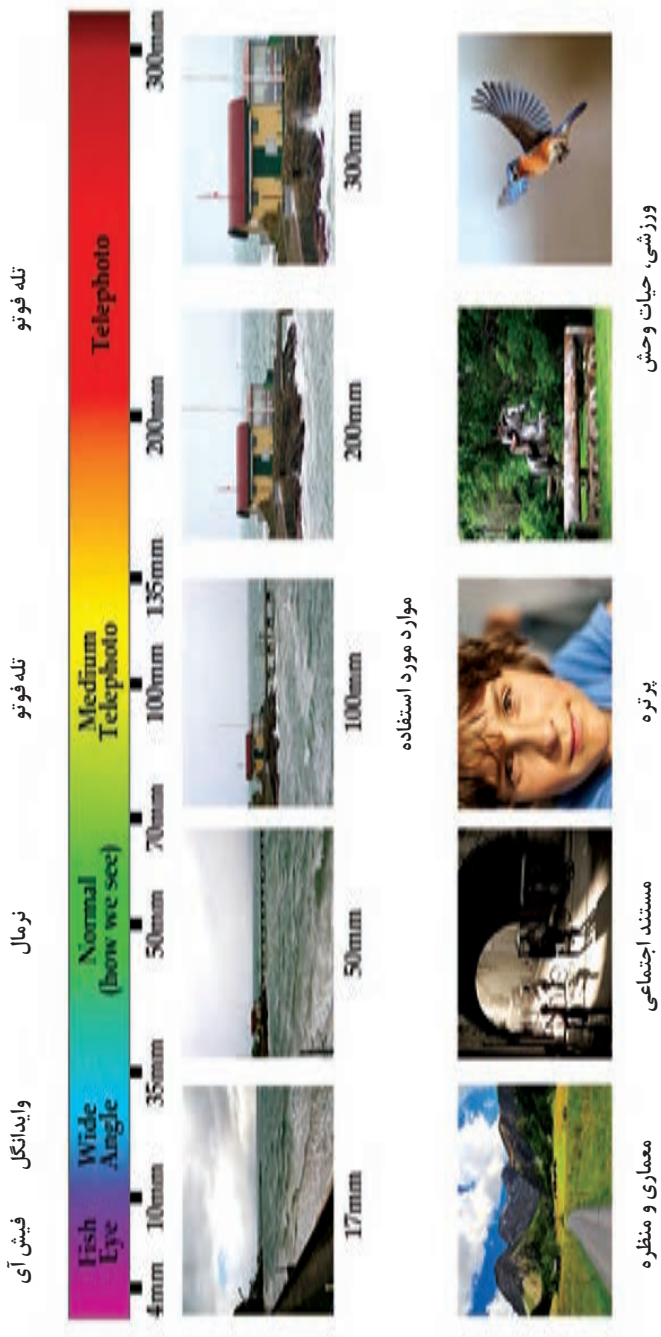 فیش آی وایدانگل نرمال تله فوتو تله فوتو
Fish Eye
Wide Angle
Normal (how we see)
Medium Telephoto
Telephoto
4mm 10mm 35mm 50mm 70mm 100mm 135mm 200mm 300mm
17mm 50mm 100mm 200mm 300mm
موارد مورد استفاده
معماری و منظره مستند اجتماعی پرتره ورزشی، حیات وحش